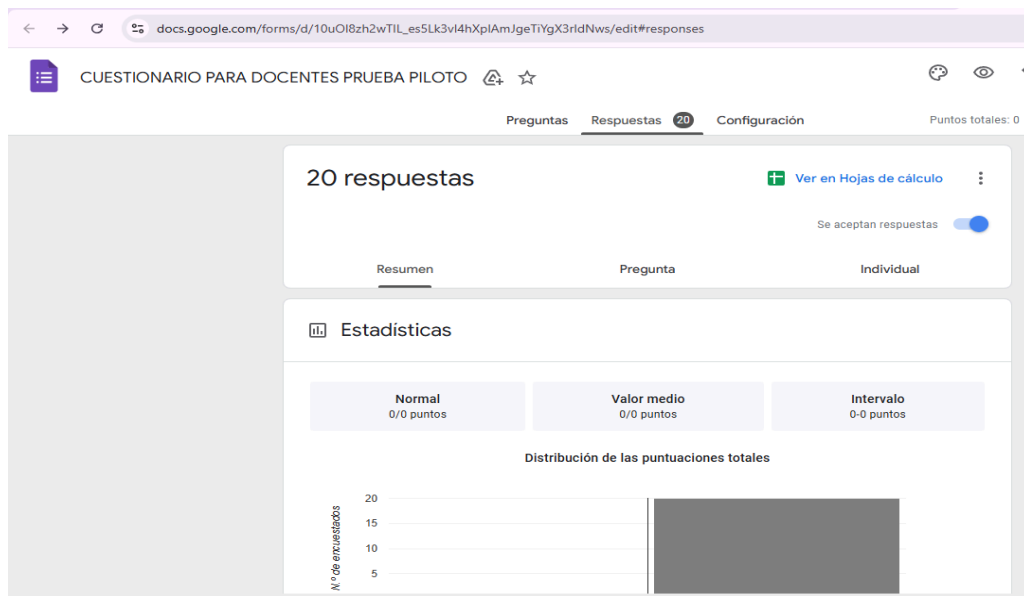 docs.google.com/forms/d/10uOl8zh2wTIL_es5Lk3vl4hXplAmJgeTiYgX3rldNws/edit#responses
CUESTIONARIO PARA DOCENTES PRUEBA PILOTO
Preguntas Respuestas 20 Configuración Puntos totales: 0
20 respuestas
Ver en Hojas de cálculo
Se aceptan respuestas
Resumen Pregunta Individual
Estadísticas
Normal Valor medio Intervalo
0/0 puntos 0/0 puntos 0-0 puntos
Distribución de las puntuaciones totales
N.º de encuestados
20
15
10
5